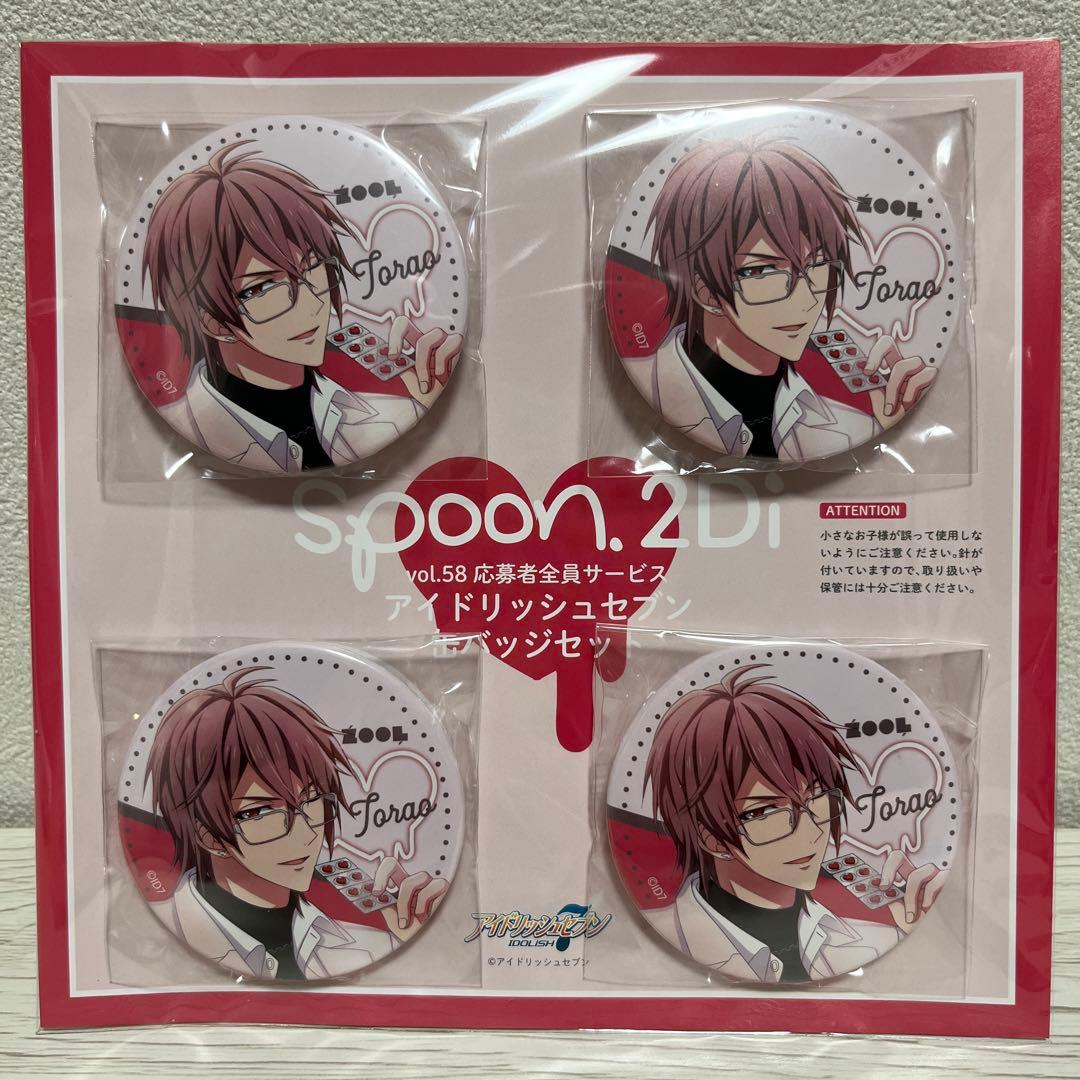 ŹOOĻ
Torao
©ID7
ŹOOĻ
Torao
©ID7
spoon.2Di
vol.58 応募者全員サービス
アイドリッシュセブン
缶バッジセット
ATTENTION
小さなお子様が誤って使用しな
いようにご注意ください。針が
付いていますので、取り扱いや
保管には十分ご注意ください。
ŹOOĻ
Torao
©ID7
ŹOOĻ
Torao
©ID7
アイドリッシュセブン
IDOLISH7
©アイドリッシュセブン